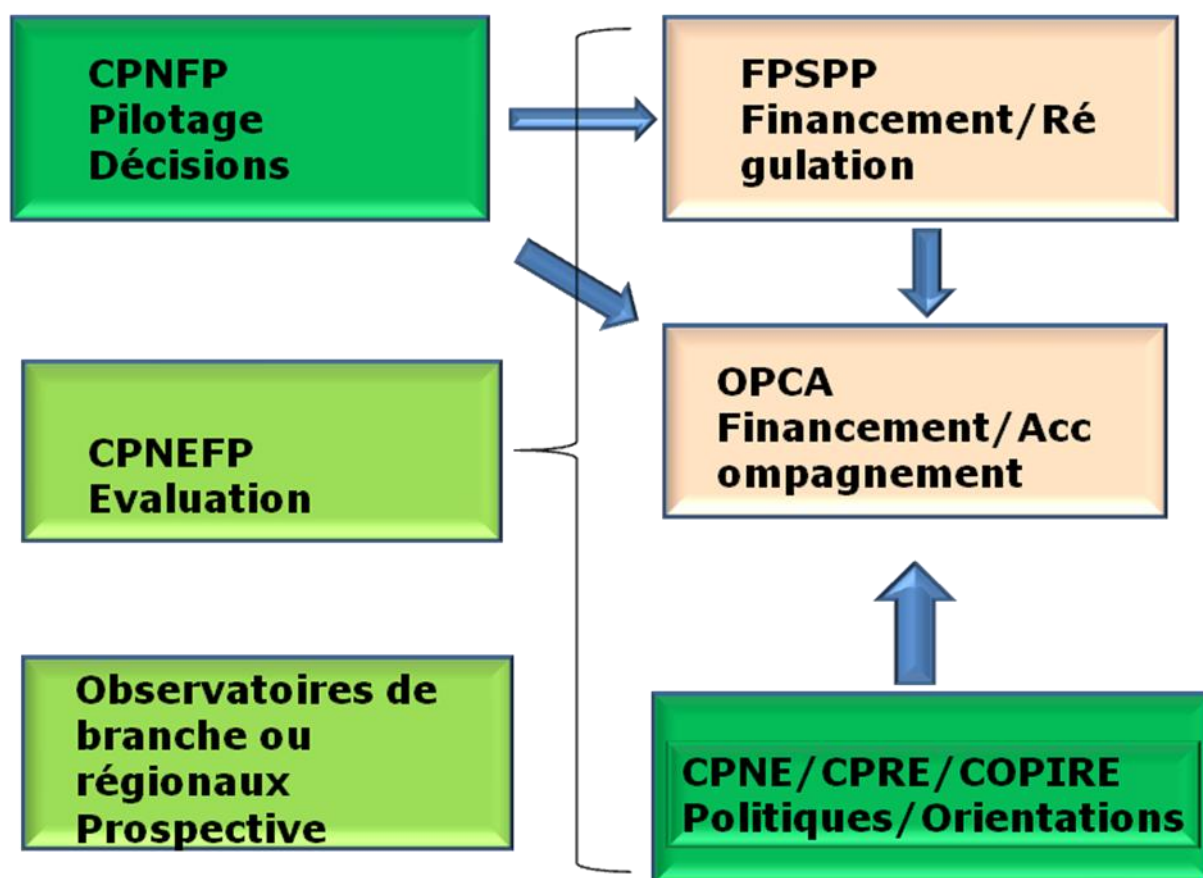 CPNFP
Pilotage
Décisions
FPSPP
Financement/Ré
gulation
CPNEFP
Evaluation
OPCA
Financement/Acc
ompagnement
Observatoires de
branche ou
régionaux
Prospective
CPNE/CPRE/COPIRE
Politiques/Orientations